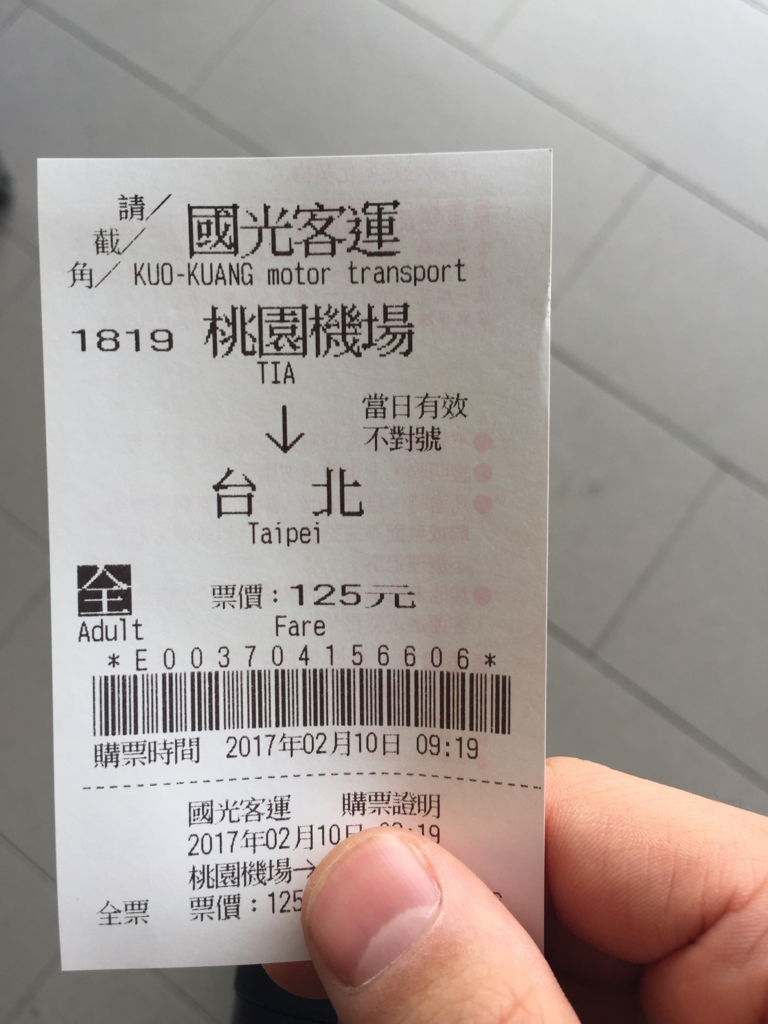 請/
截/
角/
國光客運
KUO-KUANG motor transport
1819 桃園機場
TIA
↓
當日有效
不對號
台 北
Taipei
全 票價：125元
Adult Fare
*E003704156606*
購票時間 2017年02月10日 09:19
國光客運 購票證明
2017年02月10日 :19
桃園機場→
全票 票價：125